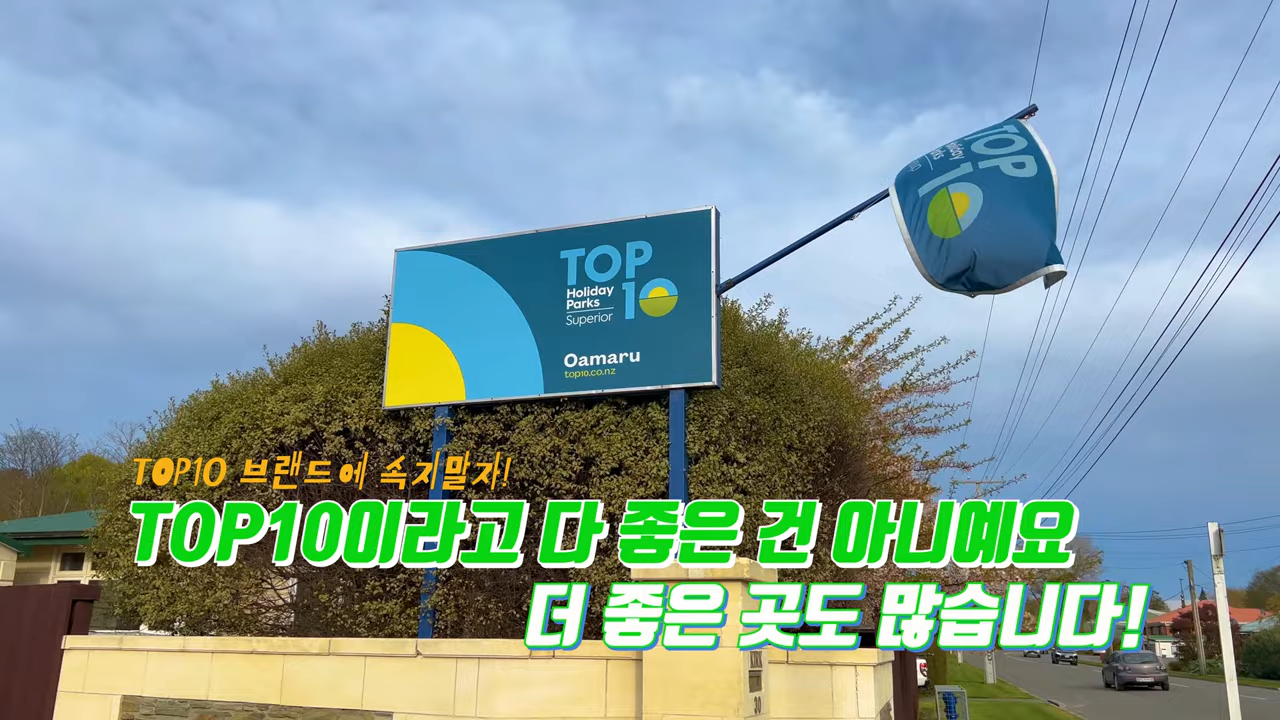 TOP
Holiday
Parks
10
Superior
Oamaru
top10.co.nz
TOP
10
TOP10 브랜드에 속지말자!
TOP10이라고 다 좋은 건 아니예요
더 좋은 곳도 많습니다!
30